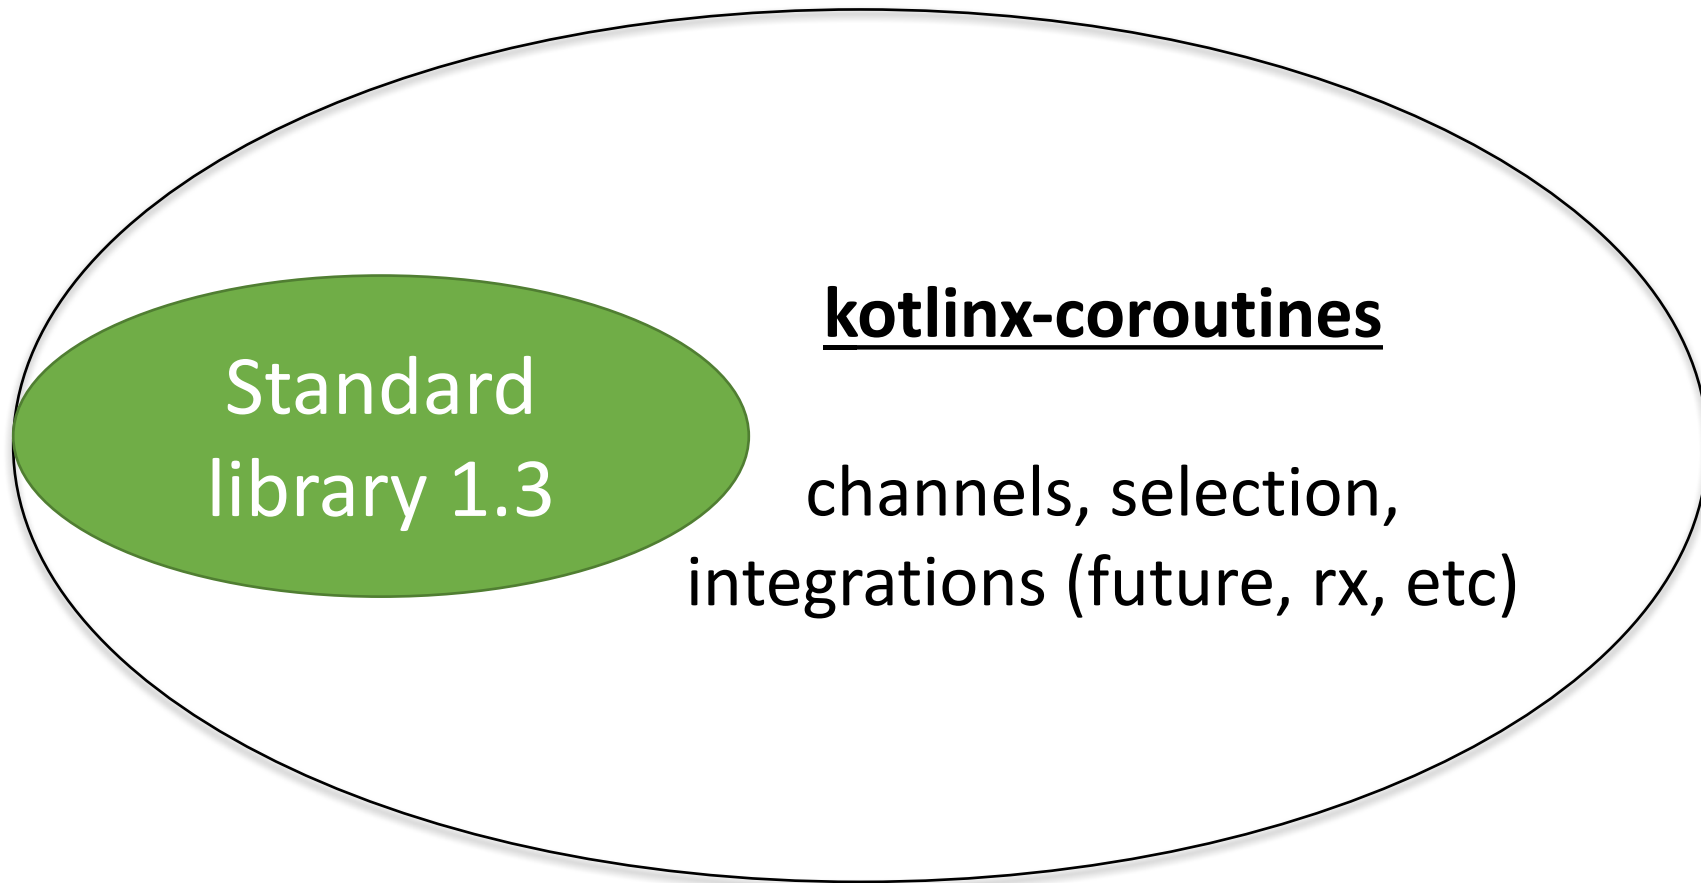 Standard
library 1.3
kotlinx-coroutines
channels, selection,
integrations (future, rx, etc)